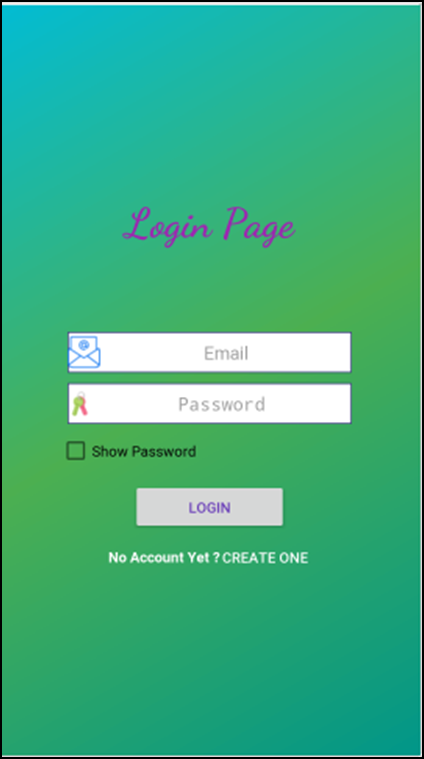 Login Page
@
Email
Password
Show Password
LOGIN
No Account Yet ? CREATE ONE